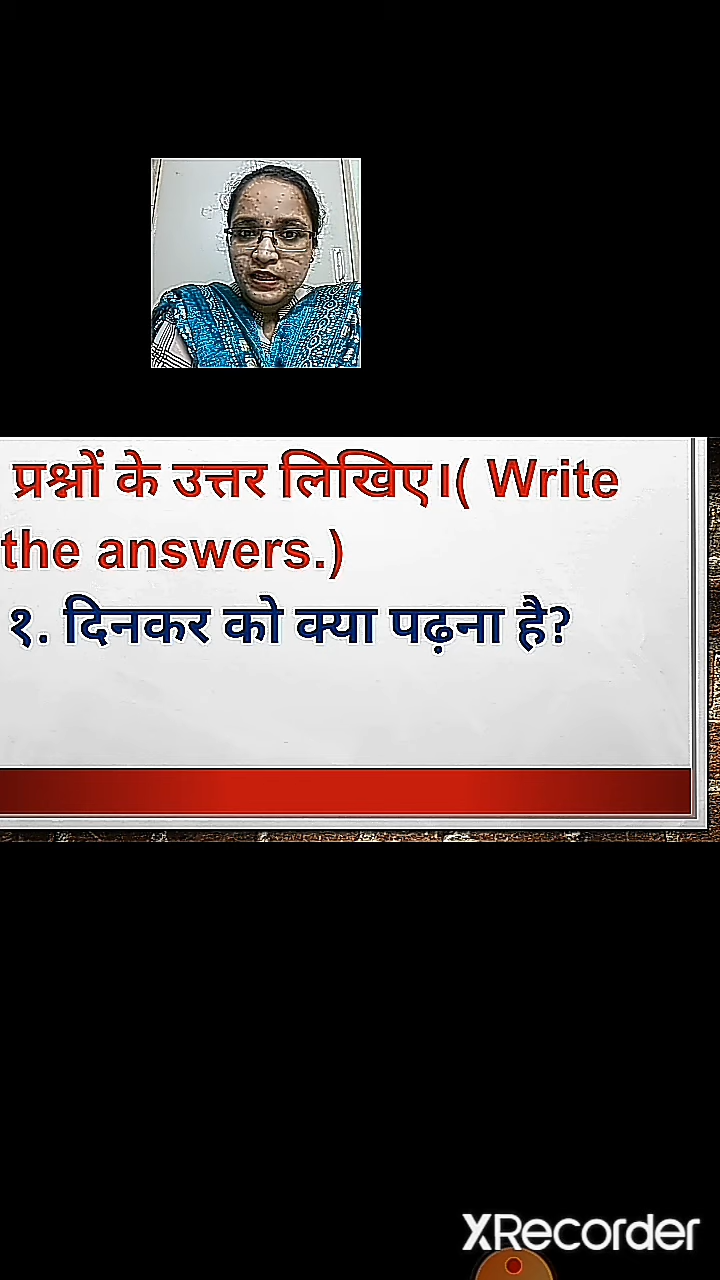 प्रश्नों के उत्तर लिखिए।( Write
the answers.)
१. दिनकर को क्या पढ़ना है?
XRecorder